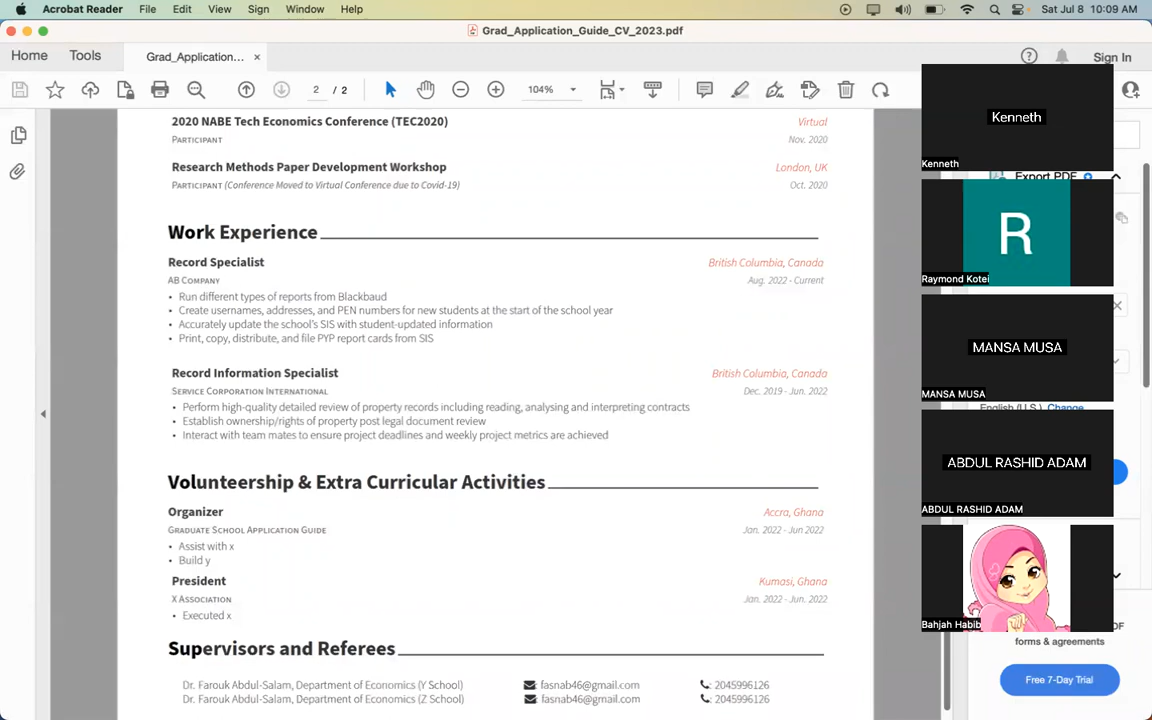 Acrobat Reader File Edit View Sign Window Help Sat Jul 8 10:09 AM
Grad_Application_Guide_CV_2023.pdf
Home Tools Grad_Application... × Sign In
2 / 2 104%
2020 NABE Tech Economics Conference (TEC2020) Virtual
Participant Nov. 2020
Research Methods Paper Development Workshop London, UK
Participant (Conference Moved to Virtual Conference due to Covid-19) Oct. 2020
Work Experience
Record Specialist British Columbia, Canada
AB Company Aug. 2022 - Current
• Run different types of reports from Blackbaud
• Create usernames, addresses, and PEN numbers for new students at the start of the school year
• Accurately update the school's SIS with student-updated information
• Print, copy, distribute, and file PYP report cards from SIS
Record Information Specialist British Columbia, Canada
Service Corporation International Dec. 2019 - Jun. 2022
• Perform high-quality detailed review of property records including reading, analysing and interpreting contracts
• Establish ownership/rights of property post legal document review
• Interact with team mates to ensure project deadlines and weekly project metrics are achieved
Volunteership & Extra Curricular Activities
Organizer Accra, Ghana
Graduate School Application Guide Jan. 2022 - Jun 2022
• Assist with x
• Build y
President Kumasi, Ghana
X Association Jan. 2022 - Jun. 2022
• Executed x
Supervisors and Referees
Dr. Farouk Abdul-Salam, Department of Economics (Y School) : fasnab46@gmail.com : 2045996126
Dr. Farouk Abdul-Salam, Department of Economics (Z School) : fasnab46@gmail.com : 2045996126
Kenneth
Kenneth
Export PDF
R
Raymond Kotei
MANSA MUSA
MANSA MUSA
English (U.S.) Change
ABDUL RASHID ADAM
ABDUL RASHID ADAM
Bahjah Habib
forms & agreements
Free 7-Day Trial